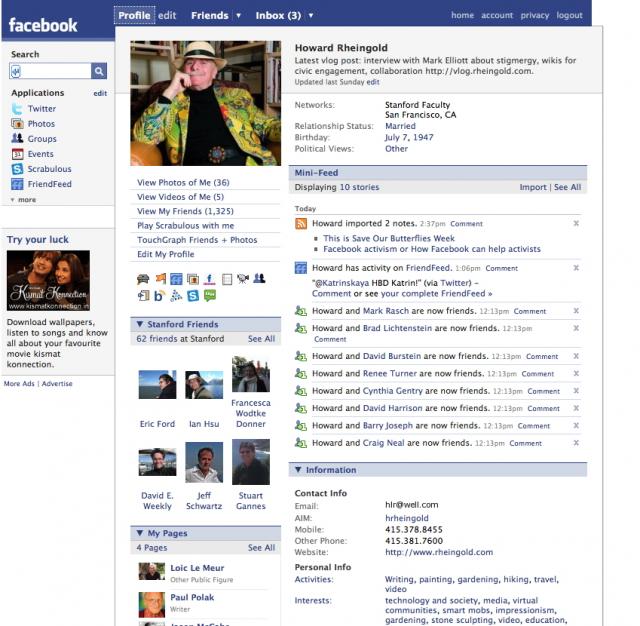 facebook
Profile edit Friends ▾ Inbox (3) ▾ home account privacy logout
Search
Applications edit
Twitter
Photos
Groups
Events
Scrabulous
FriendFeed
▾ more
Try your luck
Kismat Konnection
www.kismatkonnection.in
Download wallpapers,
listen to songs and know
all about your favourite
movie kismat
konnection.
More Ads | Advertise
View Photos of Me (36)
View Videos of Me (5)
View My Friends (1,325)
Play Scrabulous with me
TouchGraph Friends + Photos
Edit My Profile
▼ Stanford Friends
62 friends at Stanford See All
Eric Ford
Ian Hsu
Francesca
Wodtke
Donner
David E.
Weekly
Jeff
Schwartz
Stuart
Gannes
▼ My Pages
4 Pages See All
Loic Le Meur
Other Public Figure
Paul Polak
Writer
Howard Rheingold
Latest vlog post: interview with Mark Elliott about stigmergy, wikis for
civic engagement, collaboration http://vlog.rheingold.com.
Updated last Sunday edit
Networks: Stanford Faculty
San Francisco, CA
Relationship Status: Married
Birthday: July 7, 1947
Political Views: Other
Mini-Feed
Displaying 10 stories Import | See All
Today
Howard imported 2 notes. 2:37pm Comment x
This is Save Our Butterflies Week
Facebook activism or How Facebook can help activists
Howard has activity on FriendFeed. 1:06pm Comment x
"@Katrinskaya HBD Katrin!" (via Twitter) –
Comment or see your complete FriendFeed »
Howard and Mark Rasch are now friends. 12:13pm Comment x
Howard and Brad Lichtenstein are now friends. 12:13pm x
Comment
Howard and David Burstein are now friends. 12:13pm Comment x
Howard and Renee Turner are now friends. 12:13pm Comment x
Howard and Cynthia Gentry are now friends. 12:13pm Comment x
Howard and David Harrison are now friends. 12:13pm Comment x
Howard and Barry Joseph are now friends. 12:13pm Comment x
Howard and Craig Neal are now friends. 12:13pm Comment x
▼ Information
Contact Info
Email: hlr@well.com
AIM: hrheingold
Mobile: 415.378.8455
Other Phone: 415.381.7600
Website: http://www.rheingold.com
Personal Info
Activities: Writing, painting, gardening, hiking, travel,
video
Interests: technology and society, media, virtual
communities, smart mobs, impressionism,
gardening, stone sculpting, video, education,